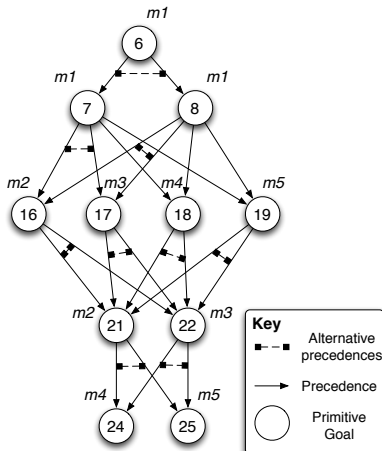 m1
6
m1
m1
7
8
m2
m3
m4
m5
16
17
18
19
m2
m3
21
22
m4
m5
24
25
Key
Alternative
precedences
Precedence
Primitive
Goal